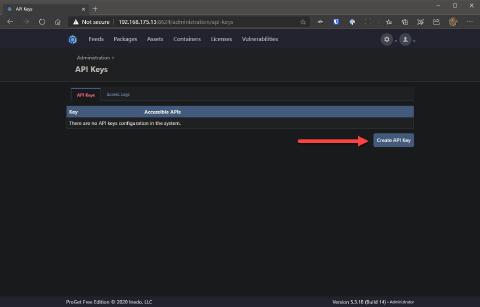 API Keys
Not secure | 192.168.175.13:8624/administration/api-keys
Feeds Packages Assets Containers Licenses Vulnerabilities
Administration >
API Keys
API Keys Access Logs
Key Accessible APIs
There are no API keys configuration in the system.
Create API Key
ProGet Free Edition © 2020 Inedo, LLC Version 5.3.18 (Build 14) • Administrator